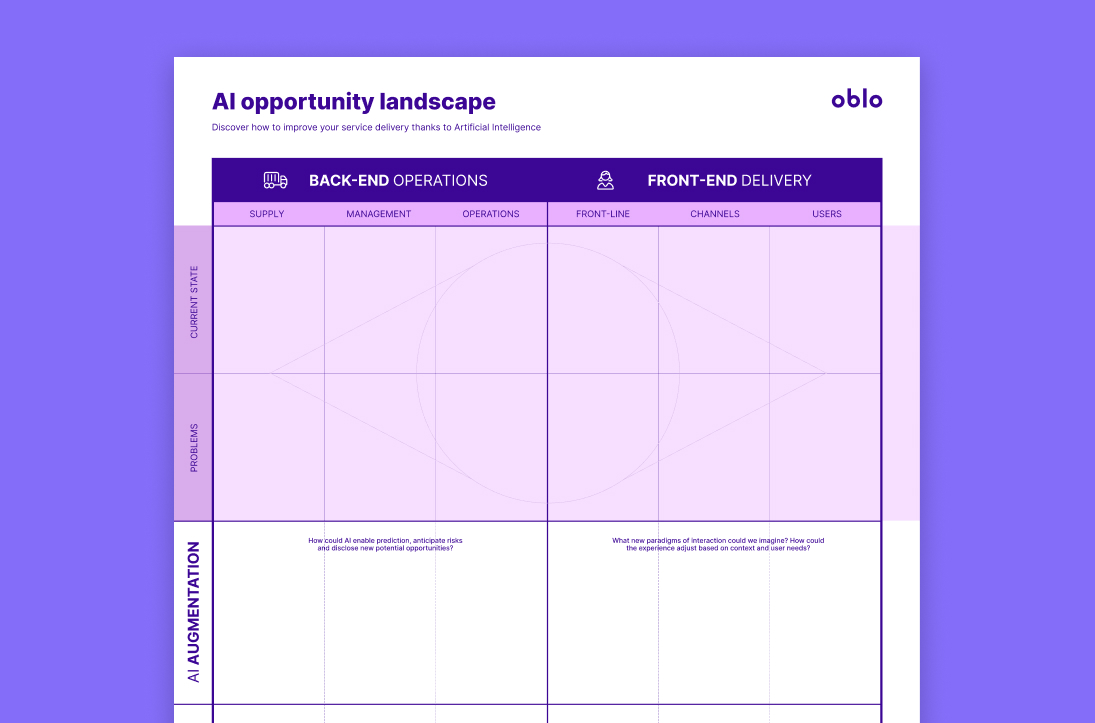 AI opportunity landscape
oblo
Discover how to improve your service delivery thanks to Artificial Intelligence
BACK-END OPERATIONS
FRONT-END DELIVERY
SUPPLY
MANAGEMENT
OPERATIONS
FRONT-LINE
CHANNELS
USERS
CURRENT STATE
PROBLEMS
AI AUGMENTATION
How could AI enable prediction, anticipate risks
and disclose new potential opportunities?
What new paradigms of interaction could we imagine? How could
the experience adjust based on context and user needs?